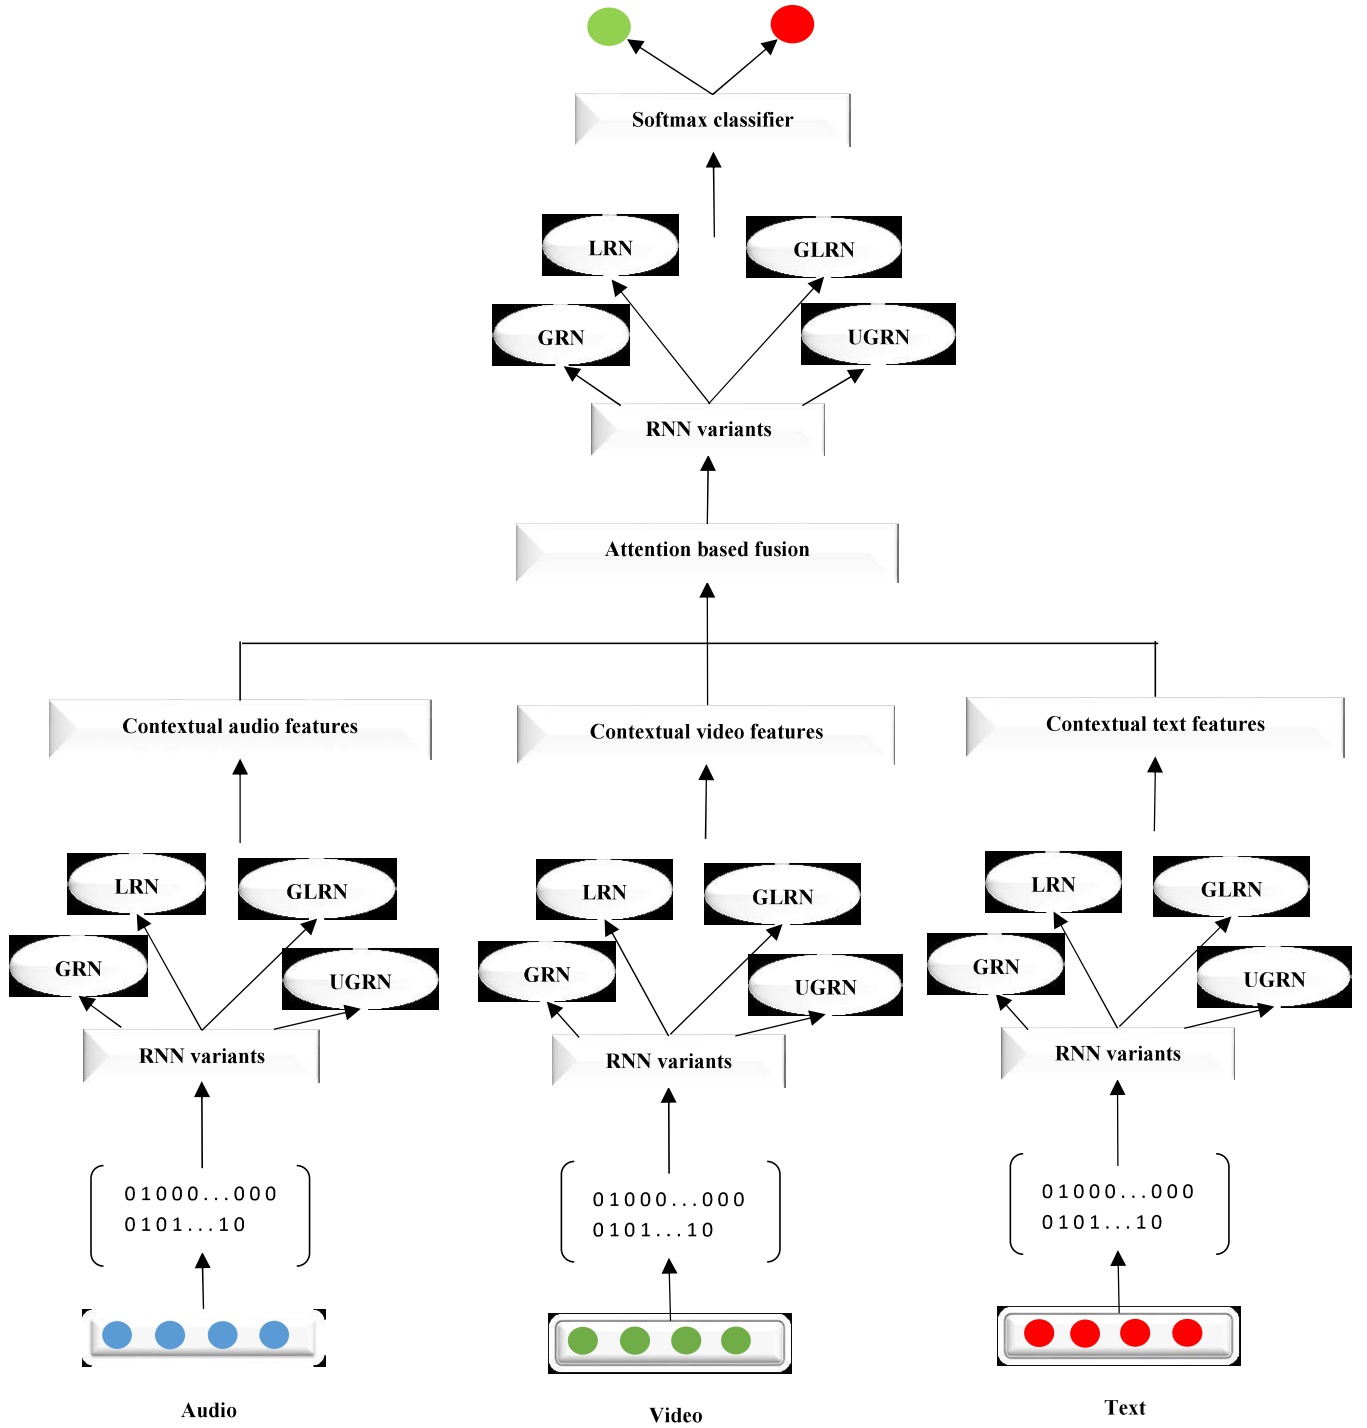 Softmax classifier
LRN
GLRN
GRN
UGRN
RNN variants
Attention based fusion
Contextual audio features
Contextual video features
Contextual text features
LRN
GLRN
GRN
UGRN
RNN variants
LRN
GLRN
GRN
UGRN
RNN variants
LRN
GLRN
GRN
UGRN
RNN variants
01000...000
0101...10
01000...000
0101...10
01000...000
0101...10
Audio
Video
Text